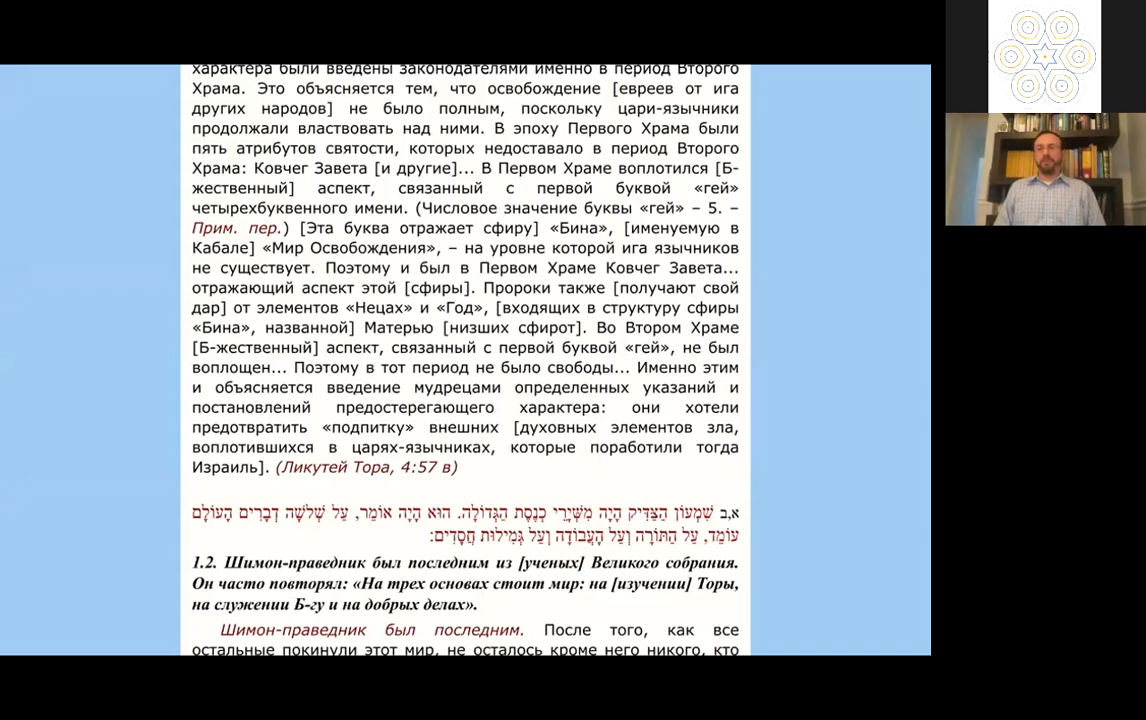 характера были введены законодателями именно в период Второго
Храма. Это объясняется тем, что освобождение [евреев от ига
других народов] не было полным, поскольку цари-язычники
продолжали властвовать над ними. В эпоху Первого Храма были
пять атрибутов святости, которых недоставало в период Второго
Храма: Ковчег Завета [и другие]... В Первом Храме воплотился [Б-
жественный] аспект, связанный с первой буквой «гей»
четырехбуквенного имени. (Числовое значение буквы «гей» – 5. –
Прим. пер.) [Эта буква отражает сфиру] «Бина», [именуемую в
Кабале] «Мир Освобождения», – на уровне которой ига язычников
не существует. Поэтому и был в Первом Храме Ковчег Завета...
отражающий аспект этой [сфиры]. Пророки также [получают свой
дар] от элементов «Нецах» и «Год», [входящих в структуру сфиры
«Бина», названной] Матерью [низших сфирот]. Во Втором Храме
[Б-жественный] аспект, связанный с первой буквой «гей», не был
воплощен... Поэтому в тот период не было свободы... Именно этим
и объясняется введение мудрецами определенных указаний и
постановлений предостерегающего характера: они хотели
предотвратить «подпитку» внешних [духовных элементов зла,
воплотившихся в царях-язычниках, которые поработили тогда
Израиль]. (Ликутей Тора, 4:57 в)
א,ב שִׁמְעוֹן הַצַּדִּיק הָיָה מִשְּׁיָרֵי כְנֶסֶת הַגְּדוֹלָה. הוּא הָיָה אוֹמֵר, עַל שְׁלֹשָׁה דְבָרִים הָעוֹלָם
עוֹמֵד, עַל הַתּוֹרָה וְעַל הָעֲבוֹדָה וְעַל גְּמִילוּת חֲסָדִים:
1.2. Шимон-праведник был последним из [ученых] Великого собрания.
Он часто повторял: «На трех основах стоит мир: на [изучении] Торы,
на служении Б-гу и на добрых делах».
Шимон-праведник был последним. После того, как все
остальные покинули этот мир, не осталось кроме него никого, кто